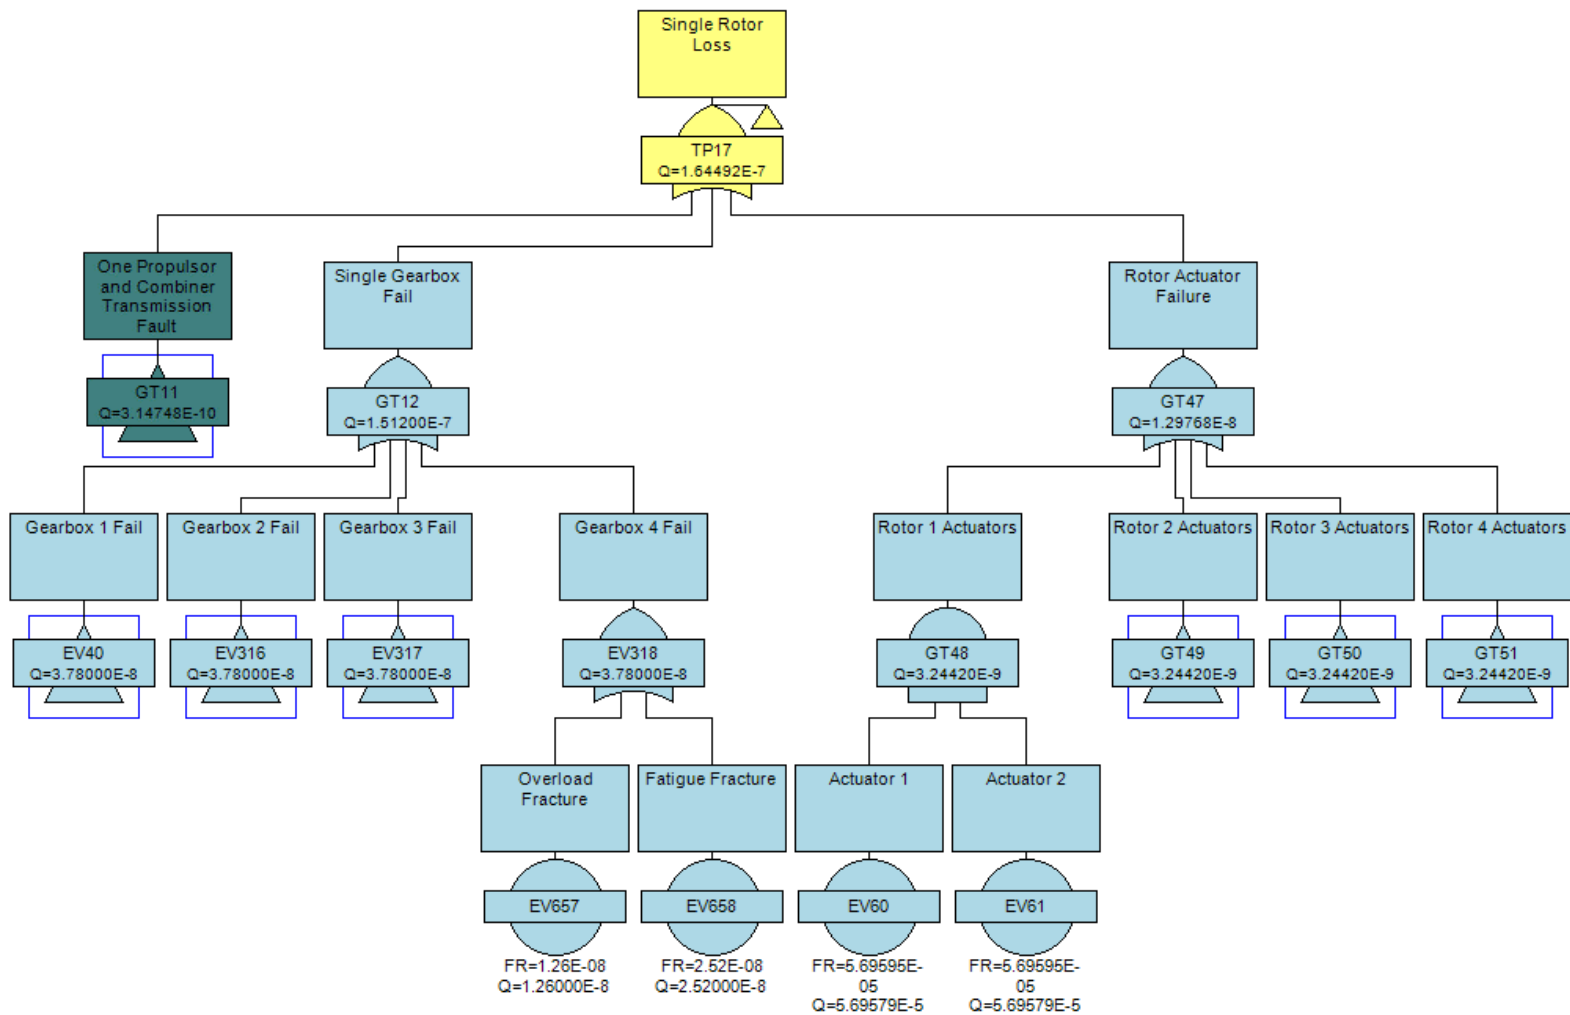 Single Rotor
Loss
TP17
Q=1.64492E-7
One Propulsor
and Combiner
Transmission
Fault
GT11
Q=3.14748E-10
Single Gearbox
Fail
GT12
Q=1.51200E-7
Rotor Actuator
Failure
GT47
Q=1.29768E-8
Gearbox 1 Fail
EV40
Q=3.78000E-8
Gearbox 2 Fail
EV316
Q=3.78000E-8
Gearbox 3 Fail
EV317
Q=3.78000E-8
Gearbox 4 Fail
EV318
Q=3.78000E-8
Rotor 1 Actuators
GT48
Q=3.24420E-9
Rotor 2 Actuators
GT49
Q=3.24420E-9
Rotor 3 Actuators
GT50
Q=3.24420E-9
Rotor 4 Actuators
GT51
Q=3.24420E-9
Overload
Fracture
EV657
FR=1.26E-08
Q=1.26000E-8
Fatigue Fracture
EV658
FR=2.52E-08
Q=2.52000E-8
Actuator 1
EV60
FR=5.69595E-
05
Q=5.69579E-5
Actuator 2
EV61
FR=5.69595E-
05
Q=5.69579E-5